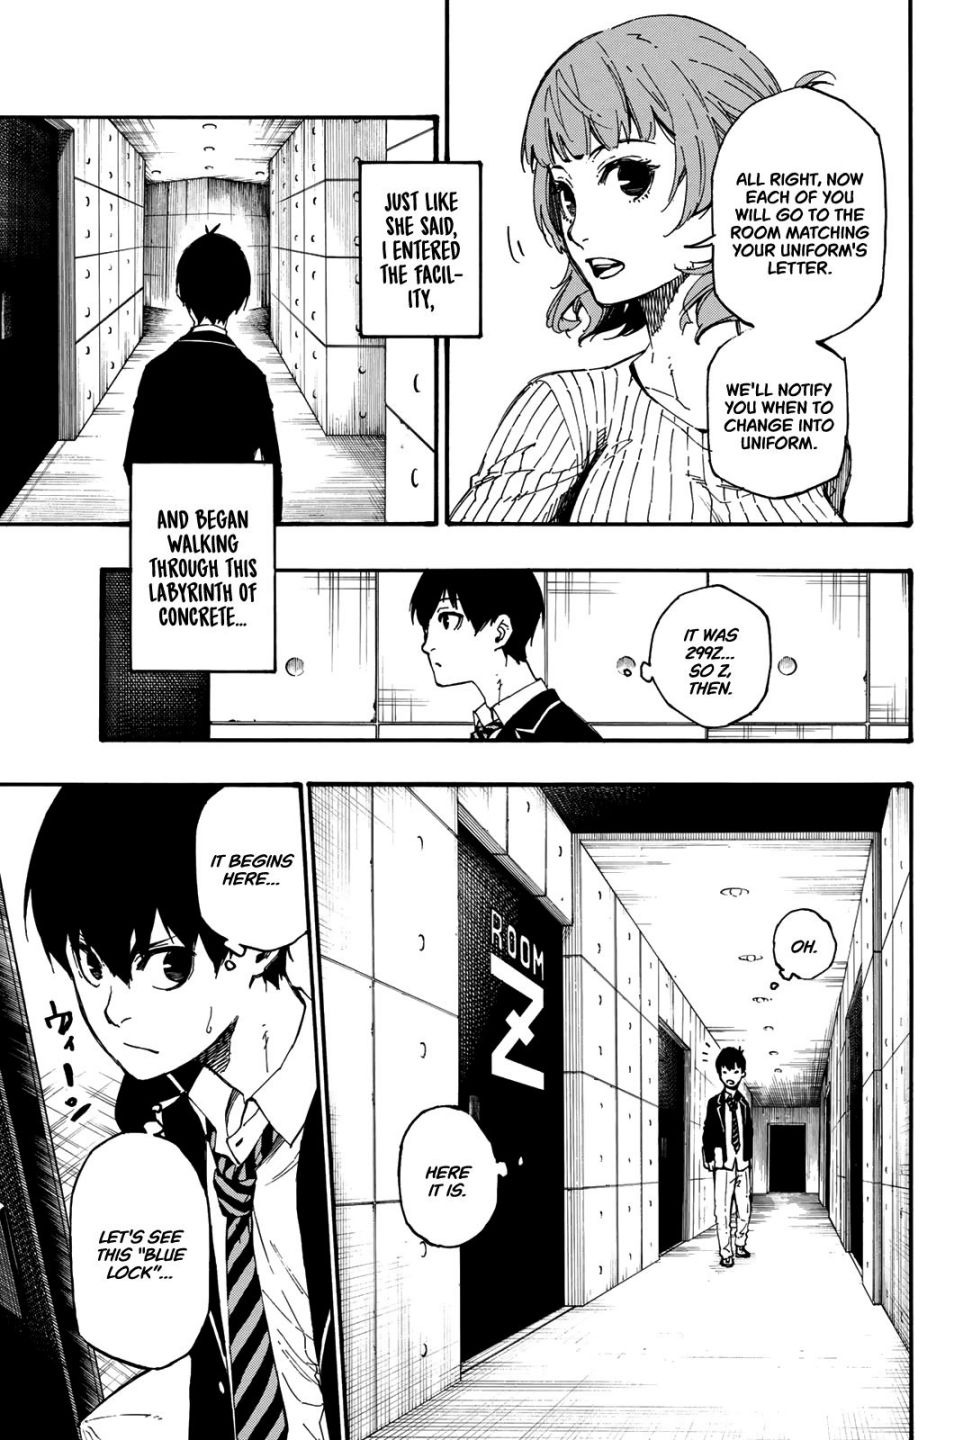 ALL RIGHT, NOW
EACH OF YOU
WILL GO TO THE
ROOM MATCHING
YOUR UNIFORM'S
LETTER.
WE'LL NOTIFY
YOU WHEN TO
CHANGE INTO
UNIFORM.
JUST LIKE
SHE SAID,
I ENTERED
THE FACIL-
ITY,
AND BEGAN
WALKING
THROUGH THIS
LABYRINTH OF
CONCRETE...
IT WAS
299Z...
SO Z,
THEN.
OH.
ROOM
Z
HERE
IT IS.
IT BEGINS
HERE...
ウィーン
LET'S SEE
THIS "BLUE
LOCK"...